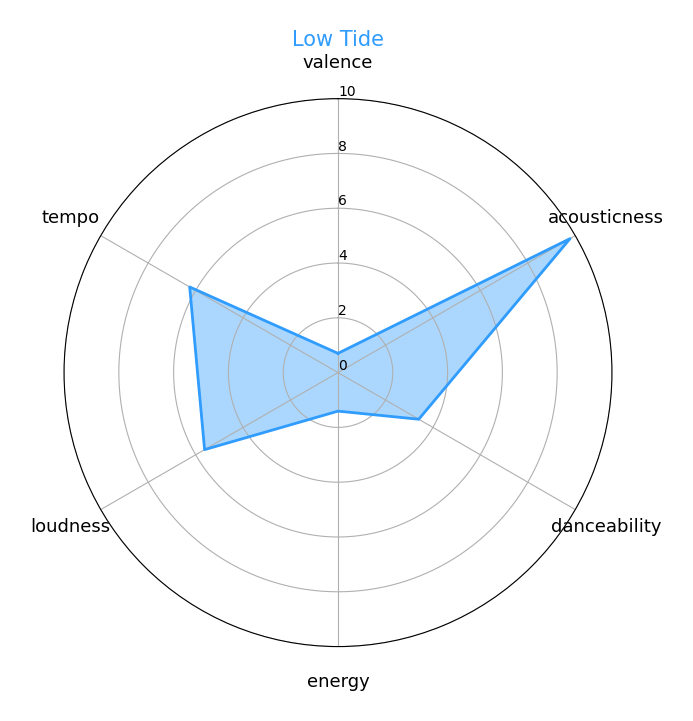 Low Tide
valence
10
8
tempo
6
acousticness
4
2
0
loudness
danceability
energy